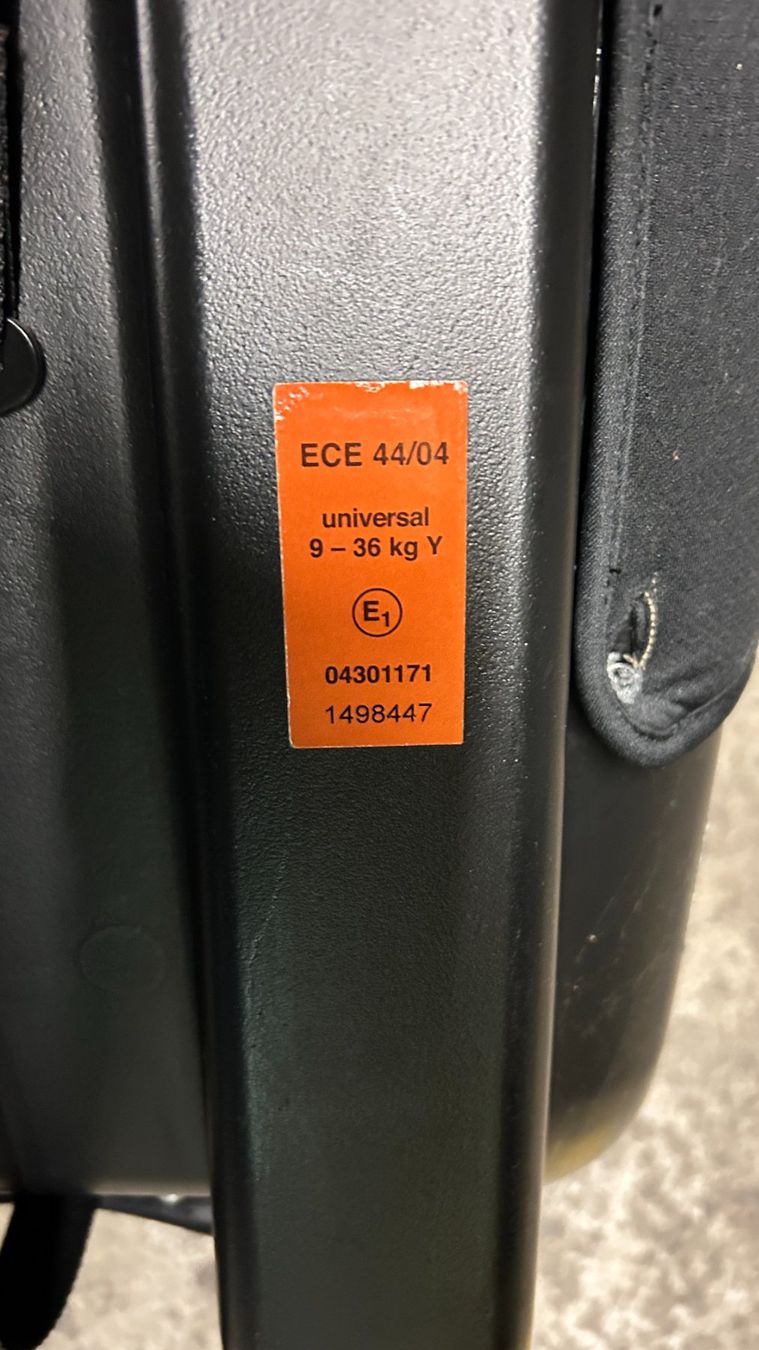 ECE 44/04
universal
9 – 36 kg Y
E1
04301171
1498447